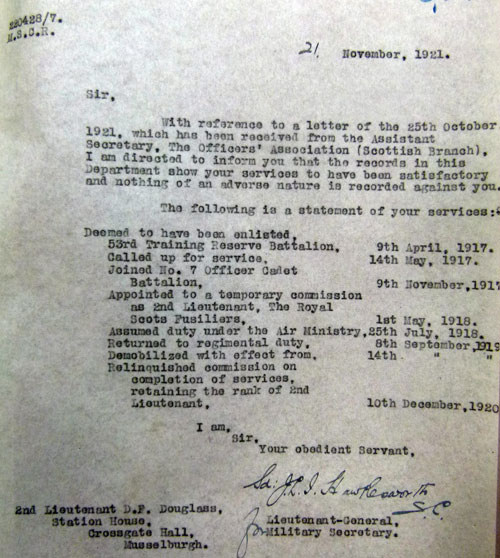 220428/7.
M.S.C.R.
21. November, 1921.
Sir,
With reference to a letter of the 25th October
1921, which has been received from the Assistant
Secretary, The Officers' Association (Scottish Branch),
I am directed to inform you that the records in this
Department show your services to have been satisfactory
and nothing of an adverse nature is recorded against you.
The following is a statement of your services:-
Deemed to have been enlisted,
53rd Training Reserve Battalion, 9th April, 1917.
Called up for service, 14th May, 1917.
Joined No. 7 Officer Cadet
Battalion, 9th November, 1917
Appointed to a temporary commission
as 2nd Lieutenant, The Royal
Scots Fusiliers, 1st May, 1918.
Assumed duty under the Air Ministry, 25th July, 1918.
Returned to regimental duty, 8th September, 1919
Demobilized with effect from, 14th " "
Relinquished commission on
completion of services,
retaining the rank of 2nd
Lieutenant, 10th December, 1920
I am,
Sir,
Your obedient Servant,
Sd: J.L.I. Hawkesworth
2nd Lieutenant D.F. Douglass, Lieutenant-General,
Station House, for Military Secretary.
Crossgate Hall,
Musselburgh.